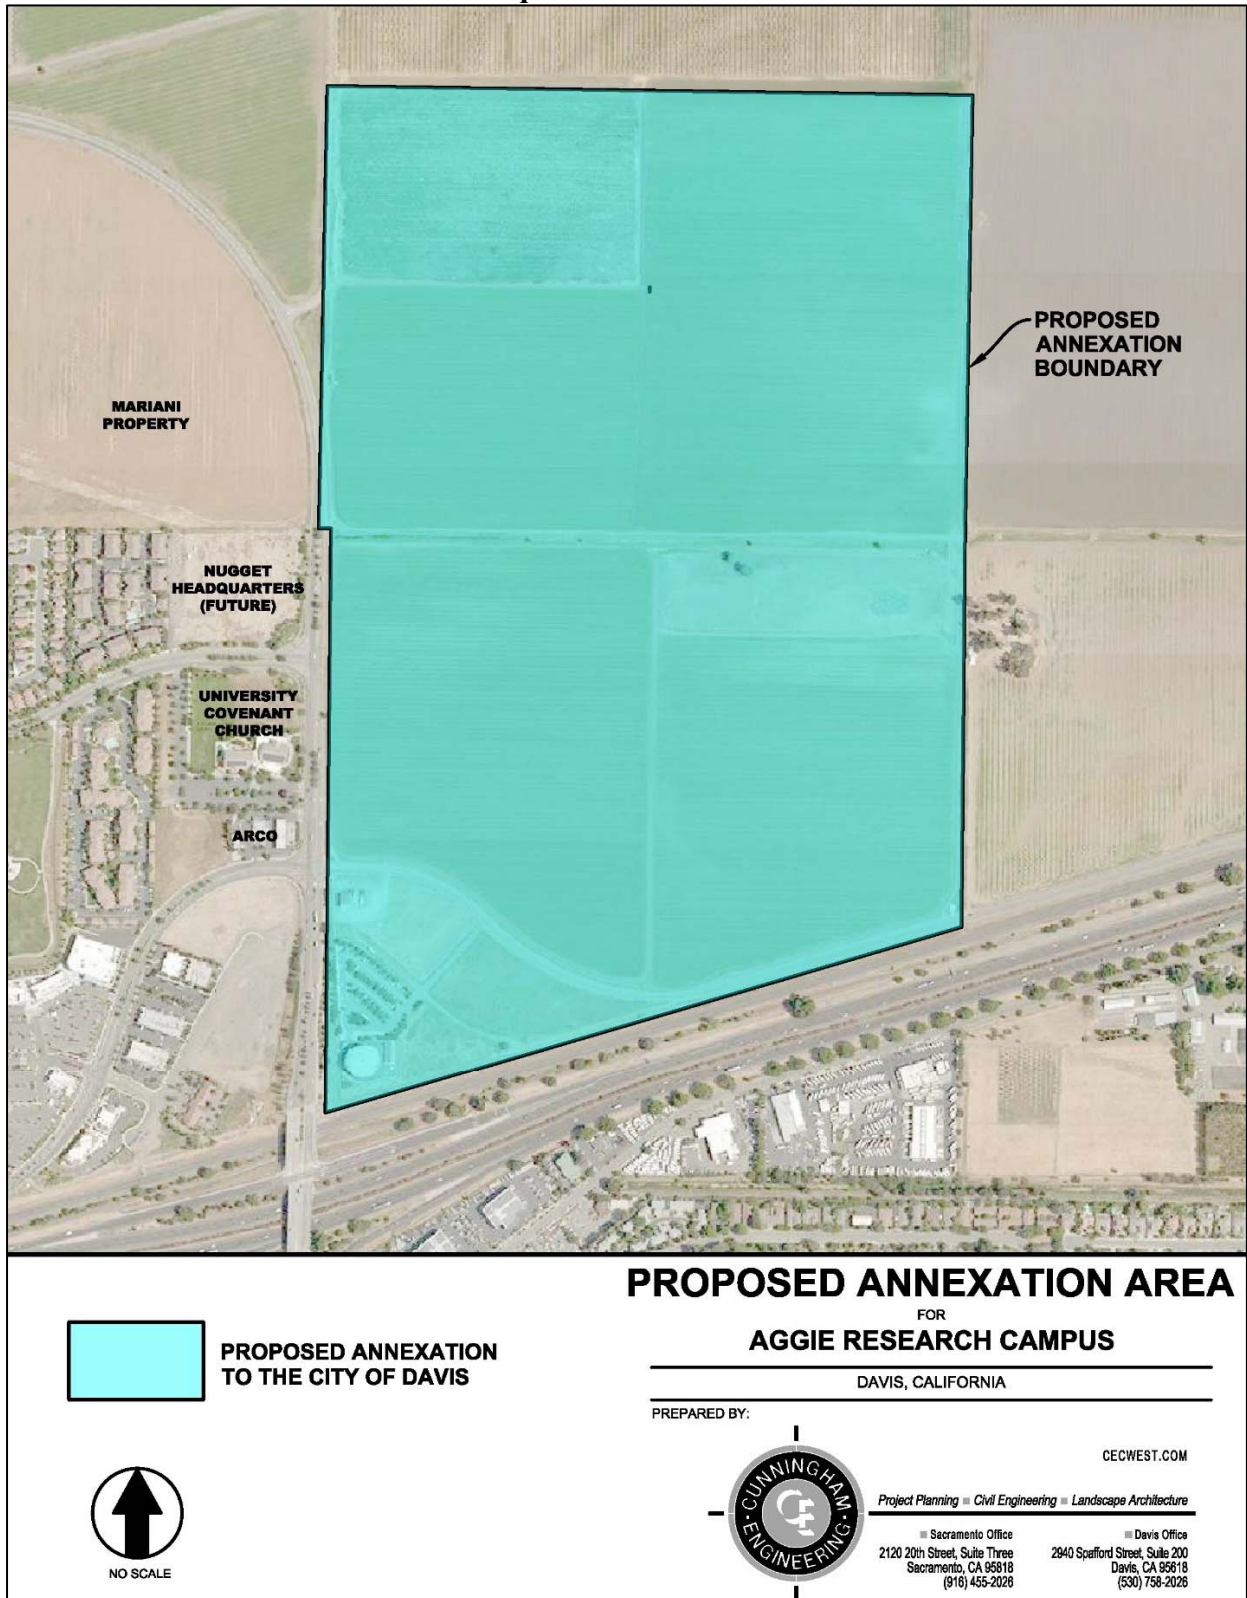 PROPOSED
ANNEXATION
BOUNDARY
MARIANI
PROPERTY
NUGGET
HEADQUARTERS
(FUTURE)
UNIVERSITY
COVENANT
CHURCH
ARCO
PROPOSED ANNEXATION
TO THE CITY OF DAVIS
NO SCALE
PROPOSED ANNEXATION AREA
FOR
AGGIE RESEARCH CAMPUS
DAVIS, CALIFORNIA
PREPARED BY:
CUNNINGHAM
ENGINEERING
CECWEST.COM
Project Planning Civil Engineering Landscape Architecture
Sacramento Office
2120 20th Street, Suite Three
Sacramento, CA 95818
(916) 455-2026
Davis Office
2940 Spafford Street, Suite 200
Davis, CA 95618
(530) 758-2026